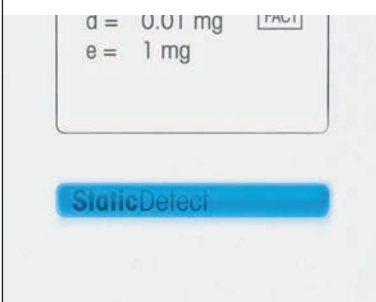 d = 0.01 mg FACT
e = 1 mg
StaticDetect